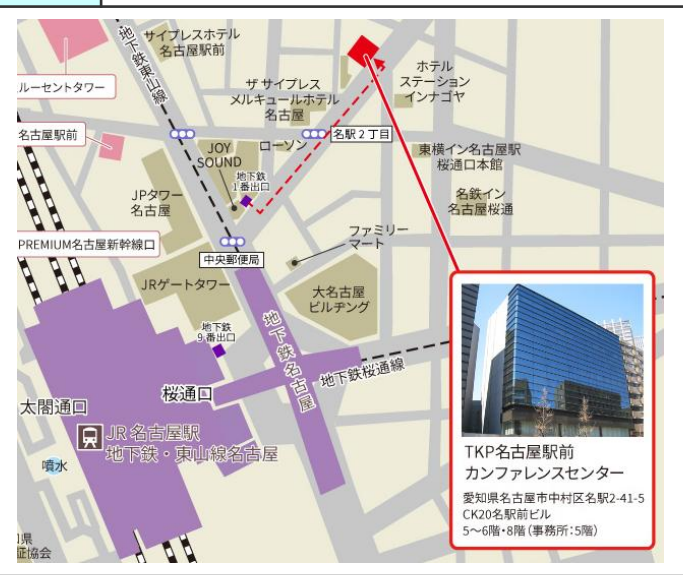 サイプレスホテル
名古屋駅前
地下鉄東山線
ルーセントタワー
ホテル
ステーション
インナゴヤ
ザ サイプレス
メルキュールホテル
名古屋
名古屋駅前
名駅2丁目
JOY
SOUND
ローソン
東横イン名古屋駅
桜通口本館
地下鉄
1番出口
JPタワー
名古屋
名鉄イン
名古屋桜通
ファミリー
マート
PREMIUM名古屋新幹線口
中央郵便局
JRゲートタワー
大名古屋
ビルヂング
地下鉄
9番出口
地下鉄名古屋
地下鉄桜通線
桜通口
太閤通口
JR 名古屋駅
地下鉄・東山線名古屋
噴水
県
証協会
TKP名古屋駅前
カンファレンスセンター
愛知県名古屋市中村区名駅2-41-5
CK20名駅前ビル
5〜6階・8階(事務所:5階)